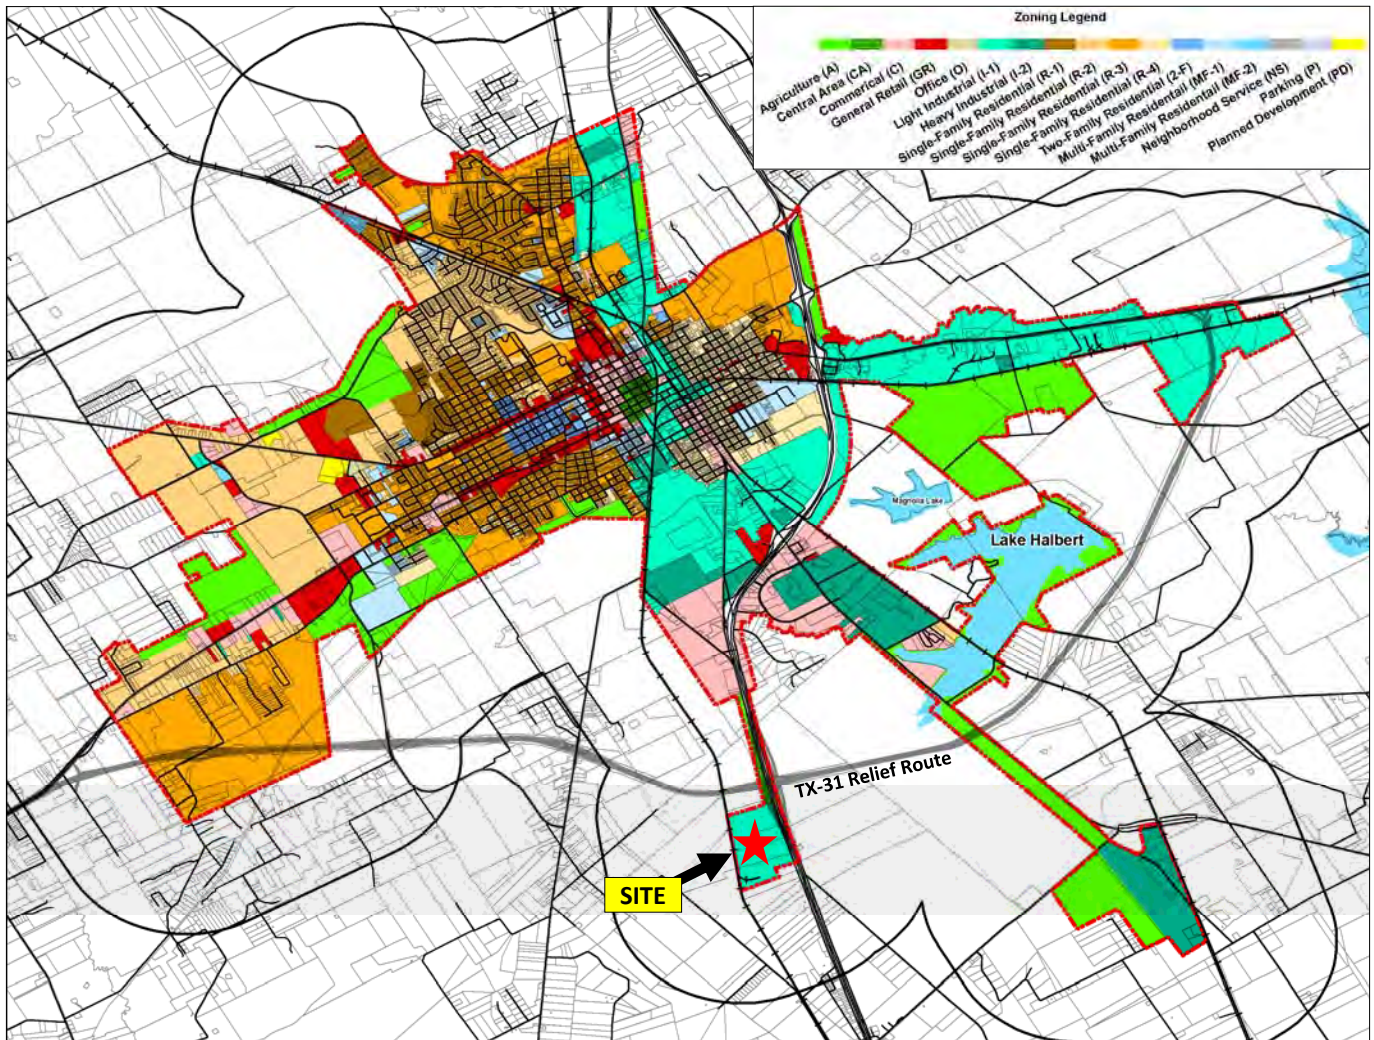 Zoning Legend
Agriculture (A)
Central Area (CA)
Commerical (C)
General Retail (GR)
Office (O)
Light Industrial (I-1)
Heavy Industrial (I-2)
Single-Family Residential (R-1)
Single-Family Residential (R-2)
Single-Family Residential (R-3)
Single-Family Residential (R-4)
Two-Family Residential (2-F)
Multi-Family Residential (MF-1)
Multi-Family Residential (MF-2)
Neighborhood Service (NS)
Parking (P)
Planned Development (PD)
Magnolia Lake
Lake Halbert
TX-31 Relief Route
SITE